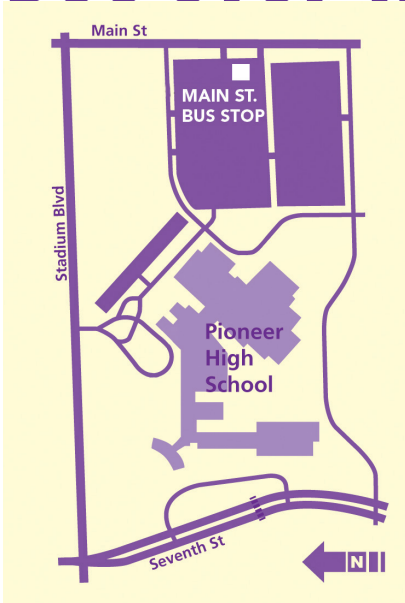 Main St
MAIN ST.
BUS STOP
Stadium Blvd
Pioneer
High
School
Seventh St
N